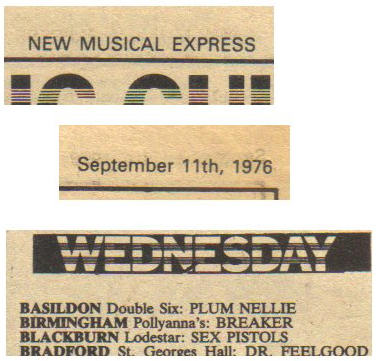 NEW MUSICAL EXPRESS
September 11th, 1976
WEDNESDAY
BASILDON Double Six: PLUM NELLIE
BIRMINGHAM Pollyanna's: BREAKER
BLACKBURN Lodestar: SEX PISTOLS
BRADFORD St. Georges Hall: DR. FEELGOOD